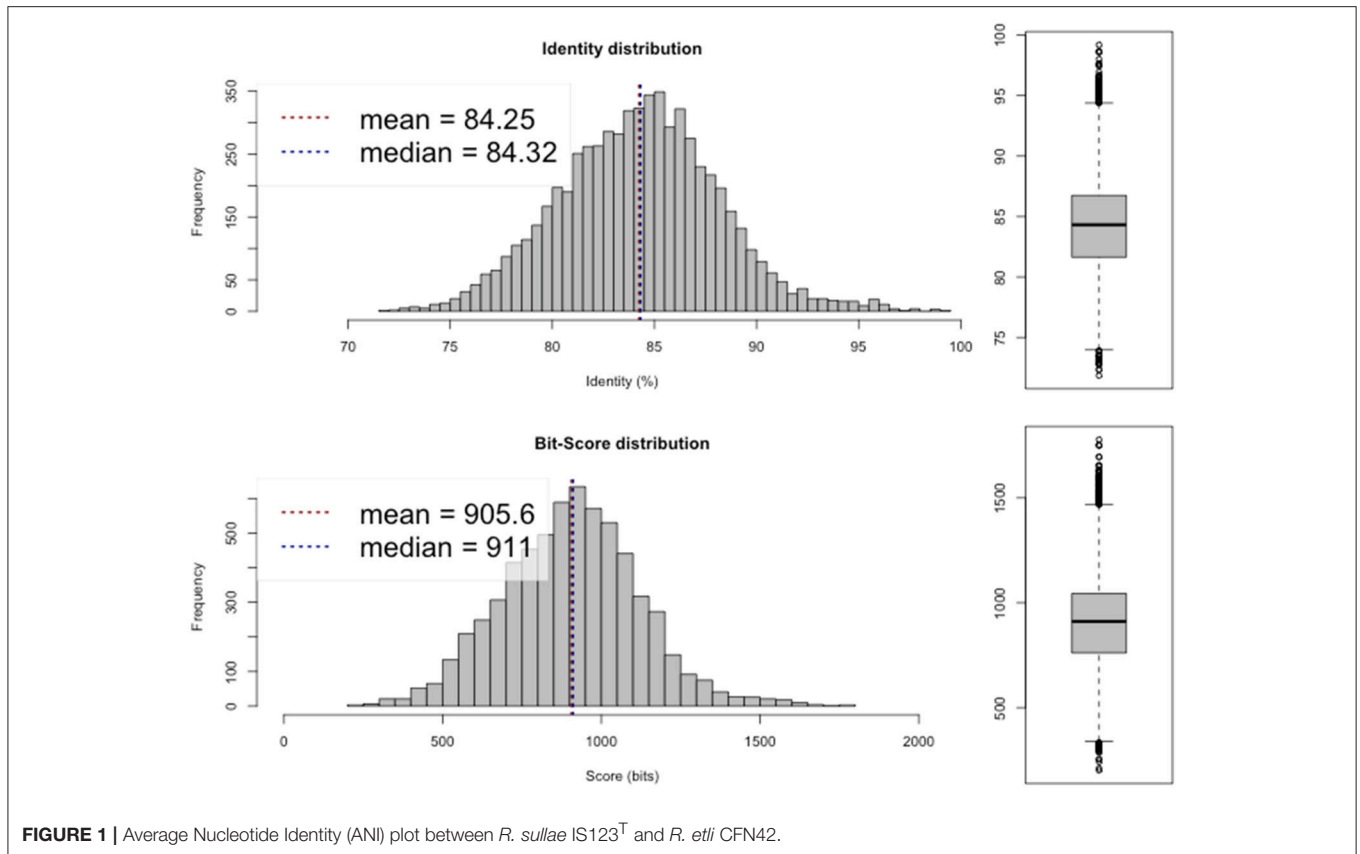 Identity distribution
mean = 84.25
median = 84.32
Frequency
0
50
150
250
350
70
75
80
85
90
95
100
Identity (%)
75
80
85
90
95
100
Bit-Score distribution
mean = 905.6
median = 911
Frequency
0
100
300
500
0
500
1000
1500
2000
Score (bits)
500
1000
1500
FIGURE 1 | Average Nucleotide Identity (ANI) plot between R. sullae IS123ᵀ and R. etli CFN42.